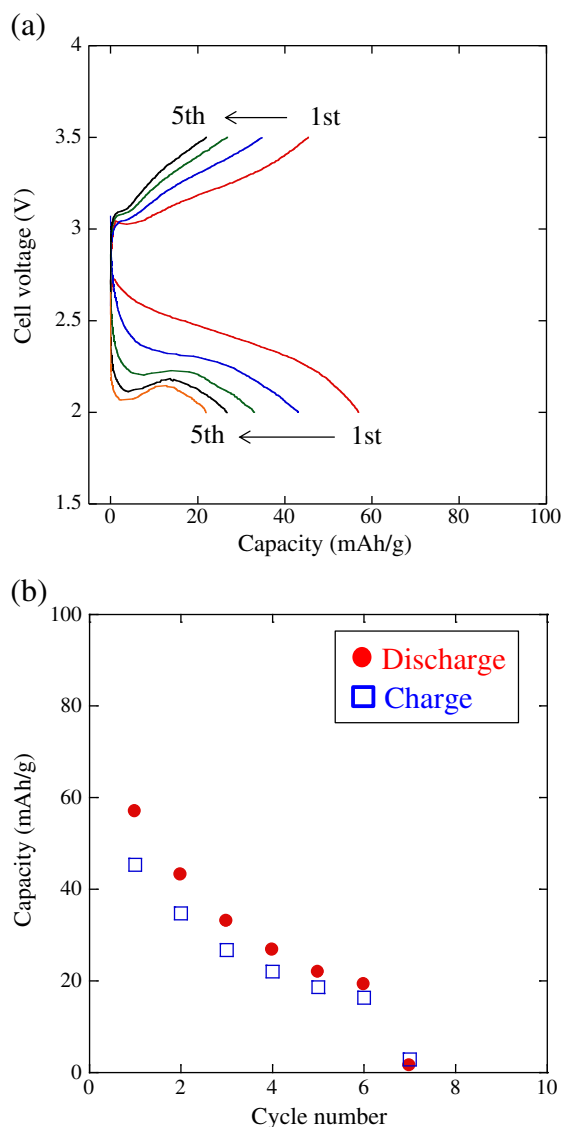 (a)
4
3.5
3
2.5
2
1.5
Cell voltage (V)
5th
1st
5th
1st
0
20
40
60
80
100
Capacity (mAh/g)
(b)
100
80
60
40
20
0
Capacity (mAh/g)
Discharge
Charge
0
2
4
6
8
10
Cycle number